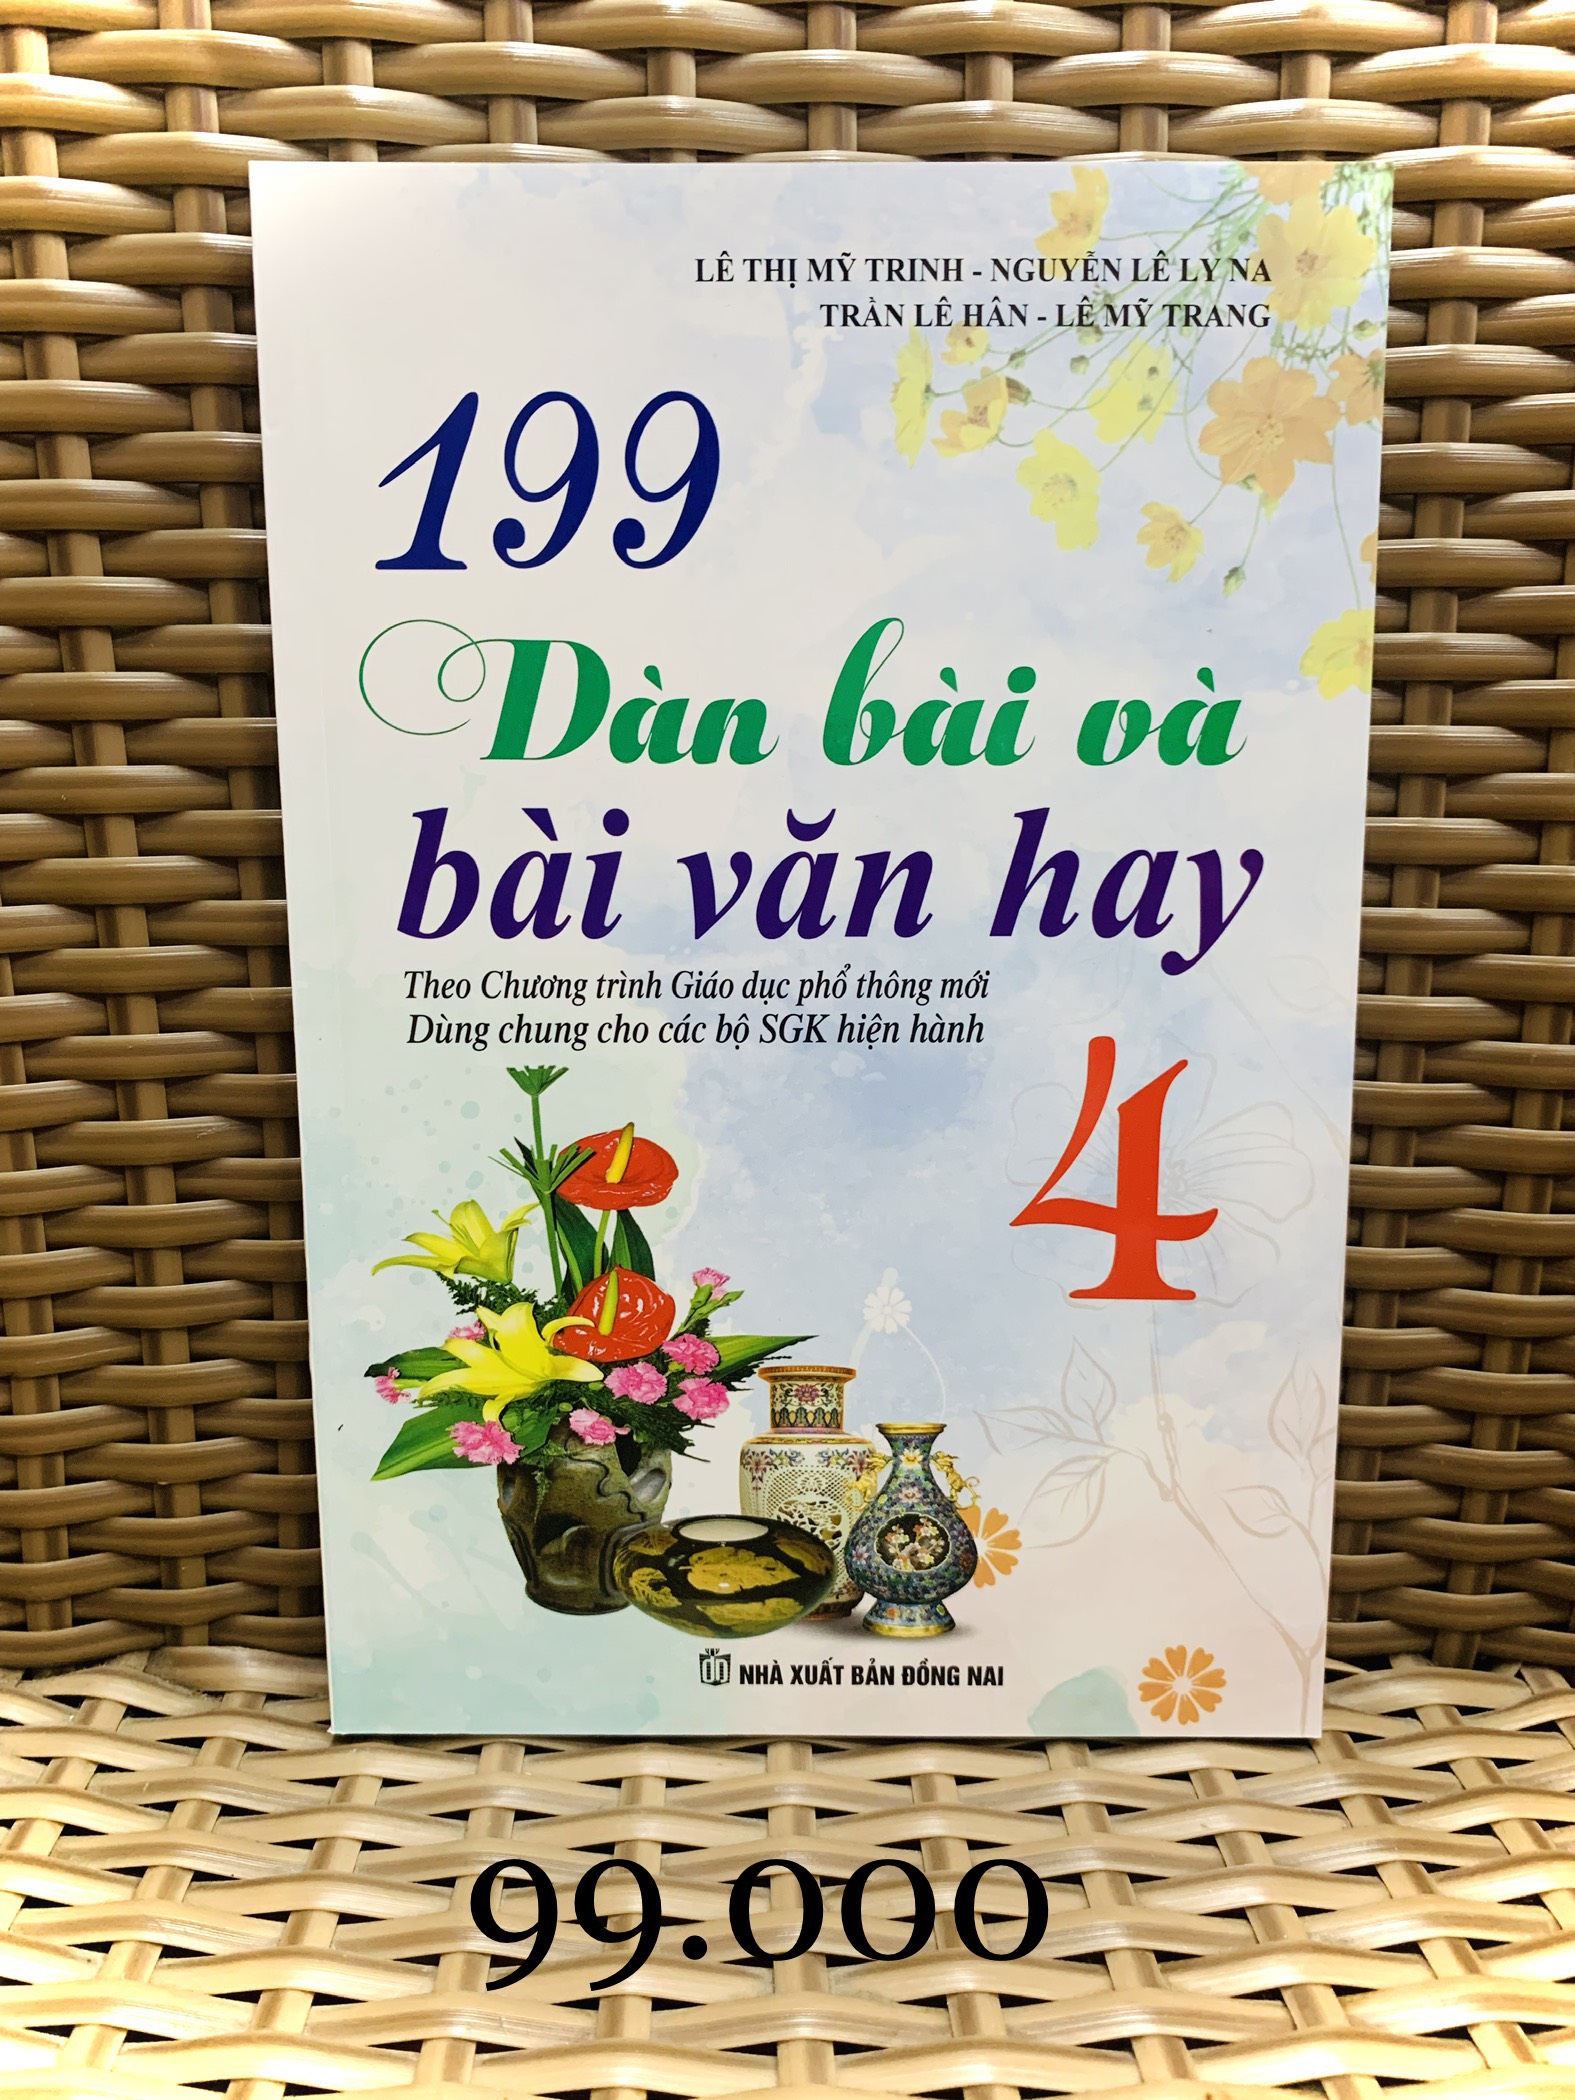 LÊ THỊ MỸ TRINH - NGUYỄN LÊ LY NA
TRẦN LÊ HÂN - LÊ MỸ TRANG
199
Dàn bài và
bài văn hay
Theo Chương trình Giáo dục phổ thông mới
Dùng chung cho các bộ SGK hiện hành
4
NHÀ XUẤT BẢN ĐỒNG NAI
99.000